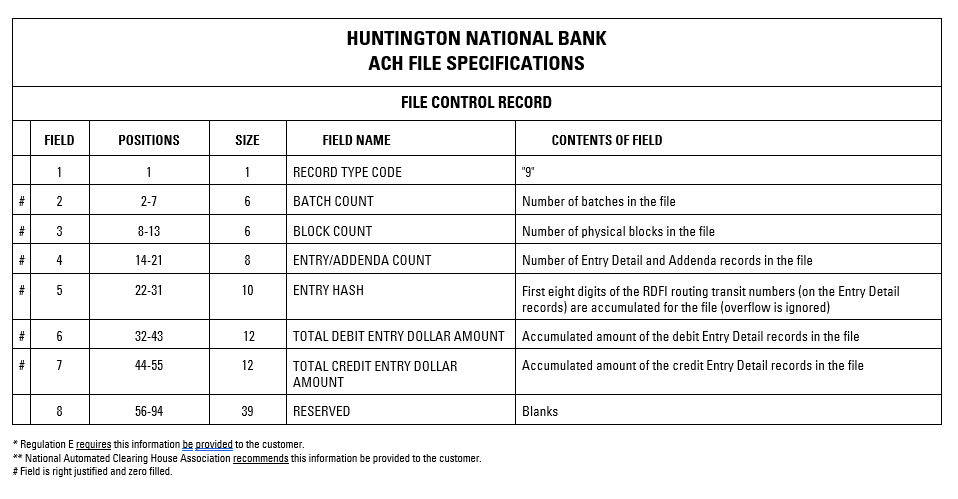 HUNTINGTON NATIONAL BANK
ACH FILE SPECIFICATIONS
FILE CONTROL RECORD
FIELD POSITIONS SIZE FIELD NAME CONTENTS OF FIELD
1 1 1 RECORD TYPE CODE "9"
# 2 2-7 6 BATCH COUNT Number of batches in the file
# 3 8-13 6 BLOCK COUNT Number of physical blocks in the file
# 4 14-21 8 ENTRY/ADDENDA COUNT Number of Entry Detail and Addenda records in the file
# 5 22-31 10 ENTRY HASH First eight digits of the RDFI routing transit numbers (on the Entry Detail
records) are accumulated for the file (overflow is ignored)
# 6 32-43 12 TOTAL DEBIT ENTRY DOLLAR AMOUNT Accumulated amount of the debit Entry Detail records in the file
# 7 44-55 12 TOTAL CREDIT ENTRY DOLLAR Accumulated amount of the credit Entry Detail records in the file
AMOUNT
8 56-94 39 RESERVED Blanks
* Regulation E requires this information be provided to the customer.
** National Automated Clearing House Association recommends this information be provided to the customer.
# Field is right justified and zero filled.